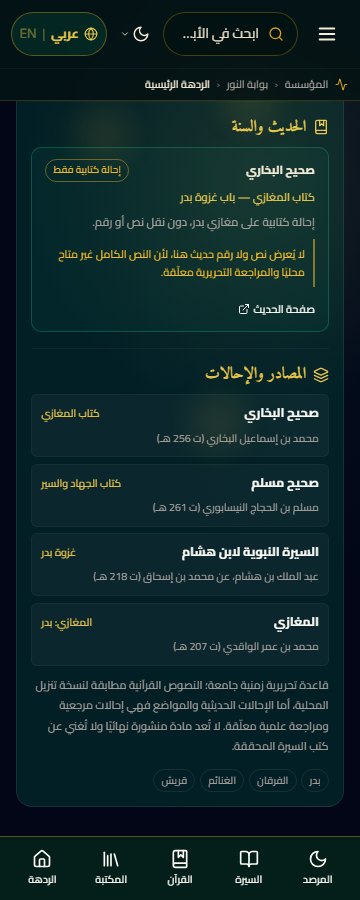 ابحث في الأبـ...
عربي | EN
المؤسسة ‹ بوابة النور ‹ الردهة الرئيسية
الحديث والسنة
صحيح البخاري
إحالة كتابية فقط
كتاب المغازي — باب غزوة بدر
إحالة كتابية على مغازي بدر، دون نقل نص أو رقم.
لا يُعرض نص ولا رقم حديث هنا، لأن النص الكامل غير متاح
محليًا والمراجعة التحريرية معلّقة.
صفحة الحديث
المصادر والإحالات
صحيح البخاري
كتاب المغازي
محمد بن إسماعيل البخاري (ت 256 هـ)
صحيح مسلم
كتاب الجهاد والسير
مسلم بن الحجاج النيسابوري (ت 261 هـ)
السيرة النبوية لابن هشام
غزوة بدر
عبد الملك بن هشام، عن محمد بن إسحاق (ت 218 هـ)
المغازي
المغازي: بدر
محمد بن عمر الواقدي (ت 207 هـ)
قاعدة تحريرية زمنية جامعة؛ النصوص القرآنية مطابقة لنسخة تنزيل
المحلية، أما الإحالات الحديثية والمواضع فهي إحالات مرجعية
ومراجعة علمية معلّقة. لا تُعد مادة منشورة نهائيًا ولا تُغني عن
كتب السيرة المحققة.
بدر
الفرقان
الغنائم
قريش
المرصد
السيرة
القرآن
المكتبة
الردهة